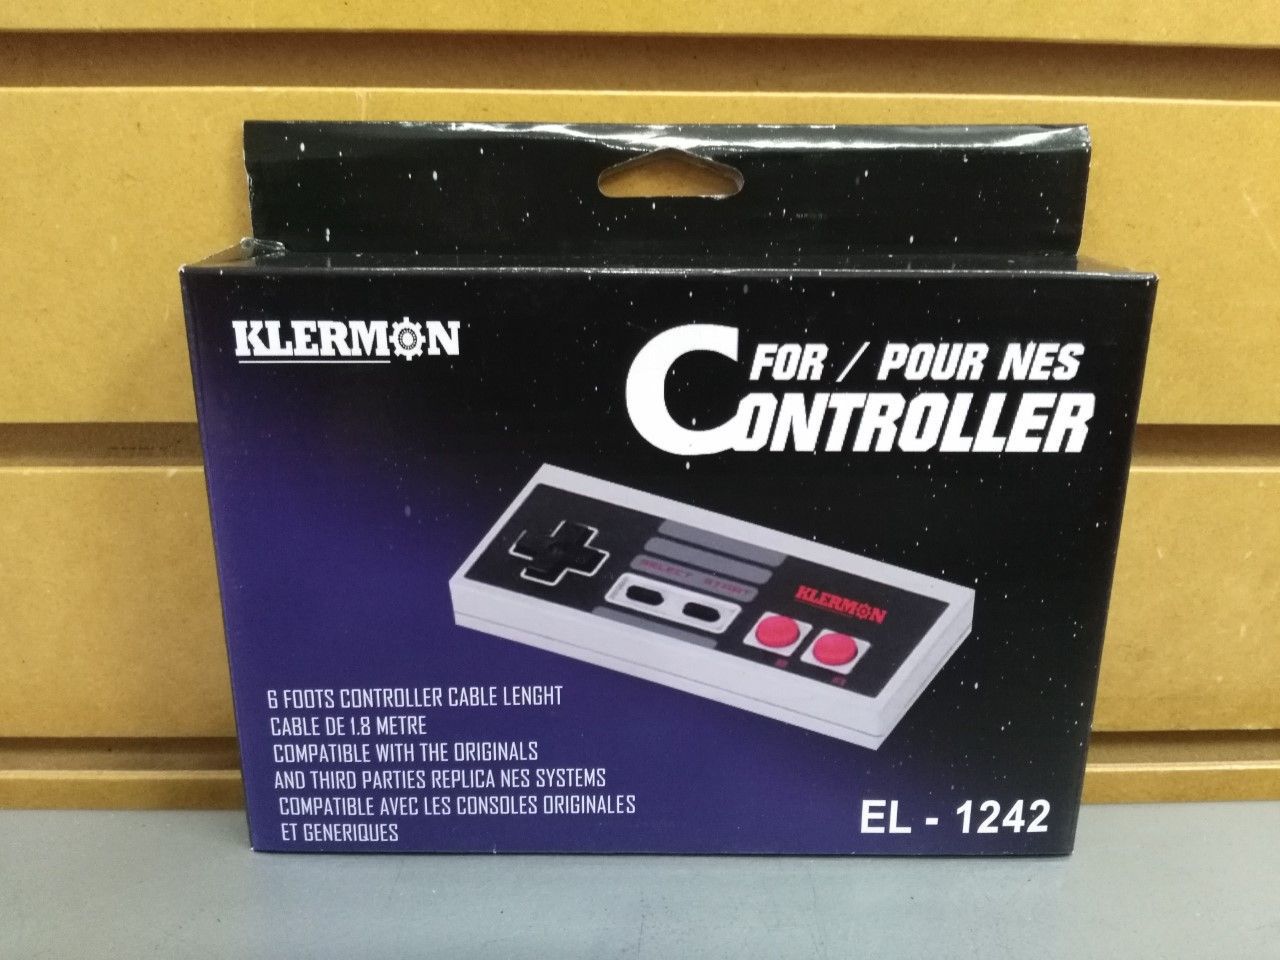 KLERMON
FOR / POUR NES
CONTROLLER
SELECT START
KLERMON
6 FOOTS CONTROLLER CABLE LENGHT
CABLE DE 1.8 METRE
COMPATIBLE WITH THE ORIGINALS
AND THIRD PARTIES REPLICA NES SYSTEMS
COMPATIBLE AVEC LES CONSOLES ORIGINALES
ET GENERIQUES
EL - 1242